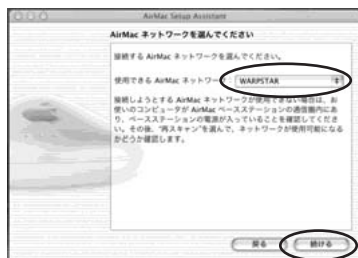 AirMac Setup Assistant
AirMac ネットワークを選んでください
接続する AirMac ネットワークを選んでください。
使用できる AirMac ネットワーク: WARPSTAR
接続しようとする AirMac ネットワークが使用できない場合は、お
使いのコンピュータが AirMac ベースステーションの通信圏内にあ
り、ベースステーションの電源が入っていることを確認してくださ
い。その後、“再スキャン”を選んで、ネットワークが使用可能になる
かどうか確認します。
戻る
続ける